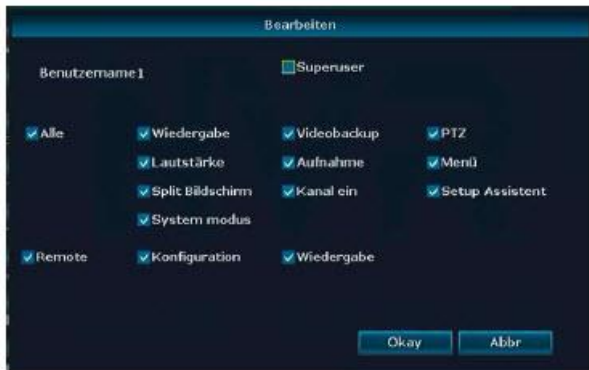 Bearbeiten
Benutzername1 Superuser
Alle Wiedergabe Videobackup PTZ
Lautstärke Aufnahme Menü
Split Bildschirm Kanal ein Setup Assistent
System modus
Remote Konfiguration Wiedergabe
Okay Abbr